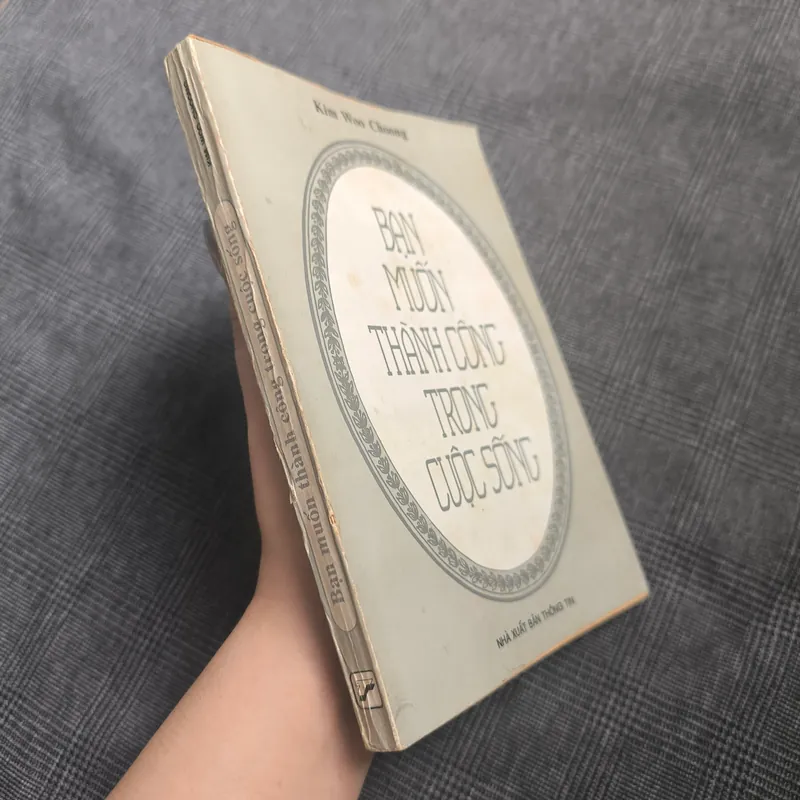 Kim Woo Choong
BẠN
MUỐN
THÀNH CÔNG
TRONG
CUỘC SỐNG
NHÀ XUẤT BẢN THÔNG TIN
Bạn muốn thành công trong cuộc sống